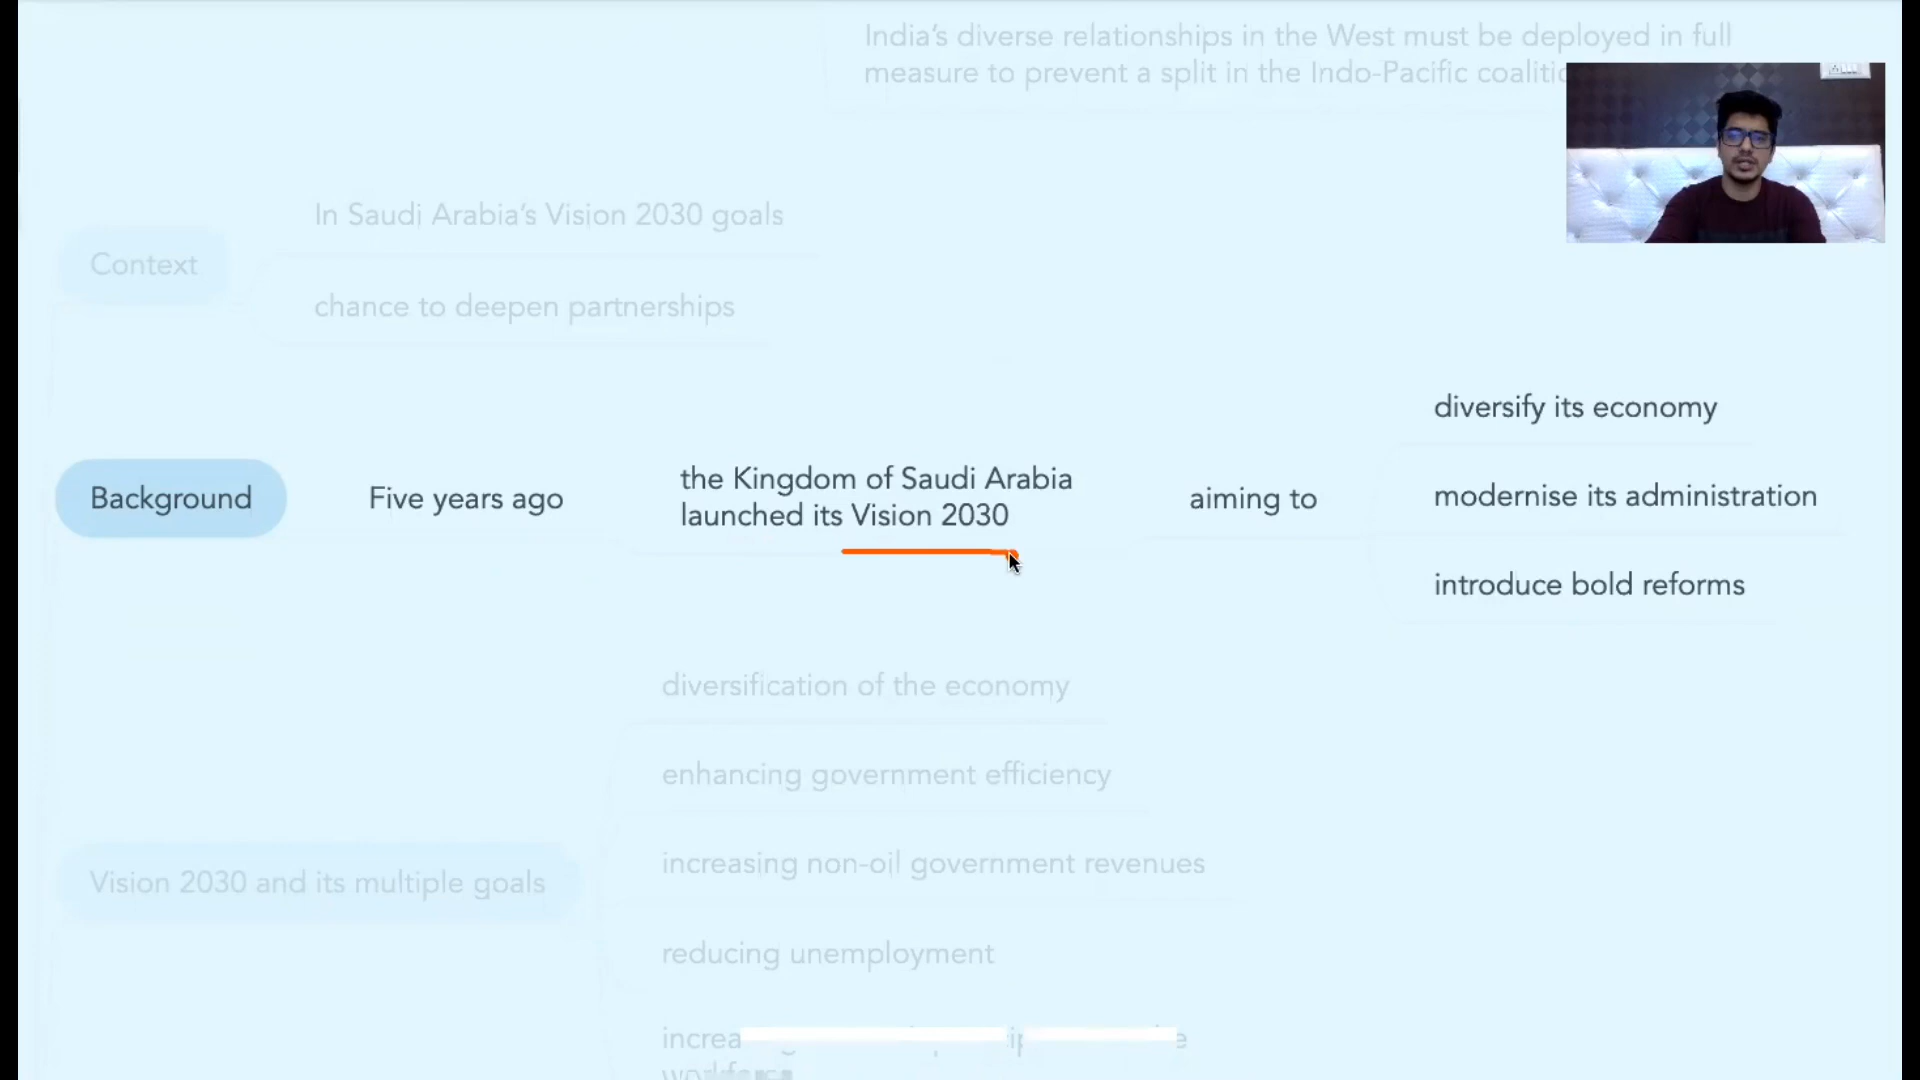 India's diverse relationships in the West must be deployed in full
measure to prevent a split in the Indo-Pacific
In Saudi Arabia's Vision 2030 goals
Context
chance to deepen partnerships
diversify its economy
Background
Five years ago
the Kingdom of Saudi Arabia
launched its Vision 2030
aiming to
modernise its administration
introduce bold reforms
diversification of the economy
enhancing government efficiency
increasing non-oil government revenues
Vision 2030 and its multiple goals
reducing unemployment